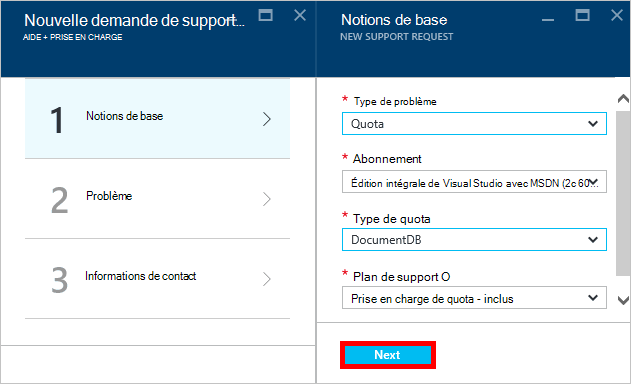 Nouvelle demande de support...
AIDE + PRISE EN CHARGE
1 Notions de base
2 Problème
3 Informations de contact
Notions de base
NEW SUPPORT REQUEST
* Type de problème
Quota
* Abonnement
Édition intégrale de Visual Studio avec MSDN (2c 60...
* Type de quota
DocumentDB
* Plan de support O
Prise en charge de quota - inclus
Next